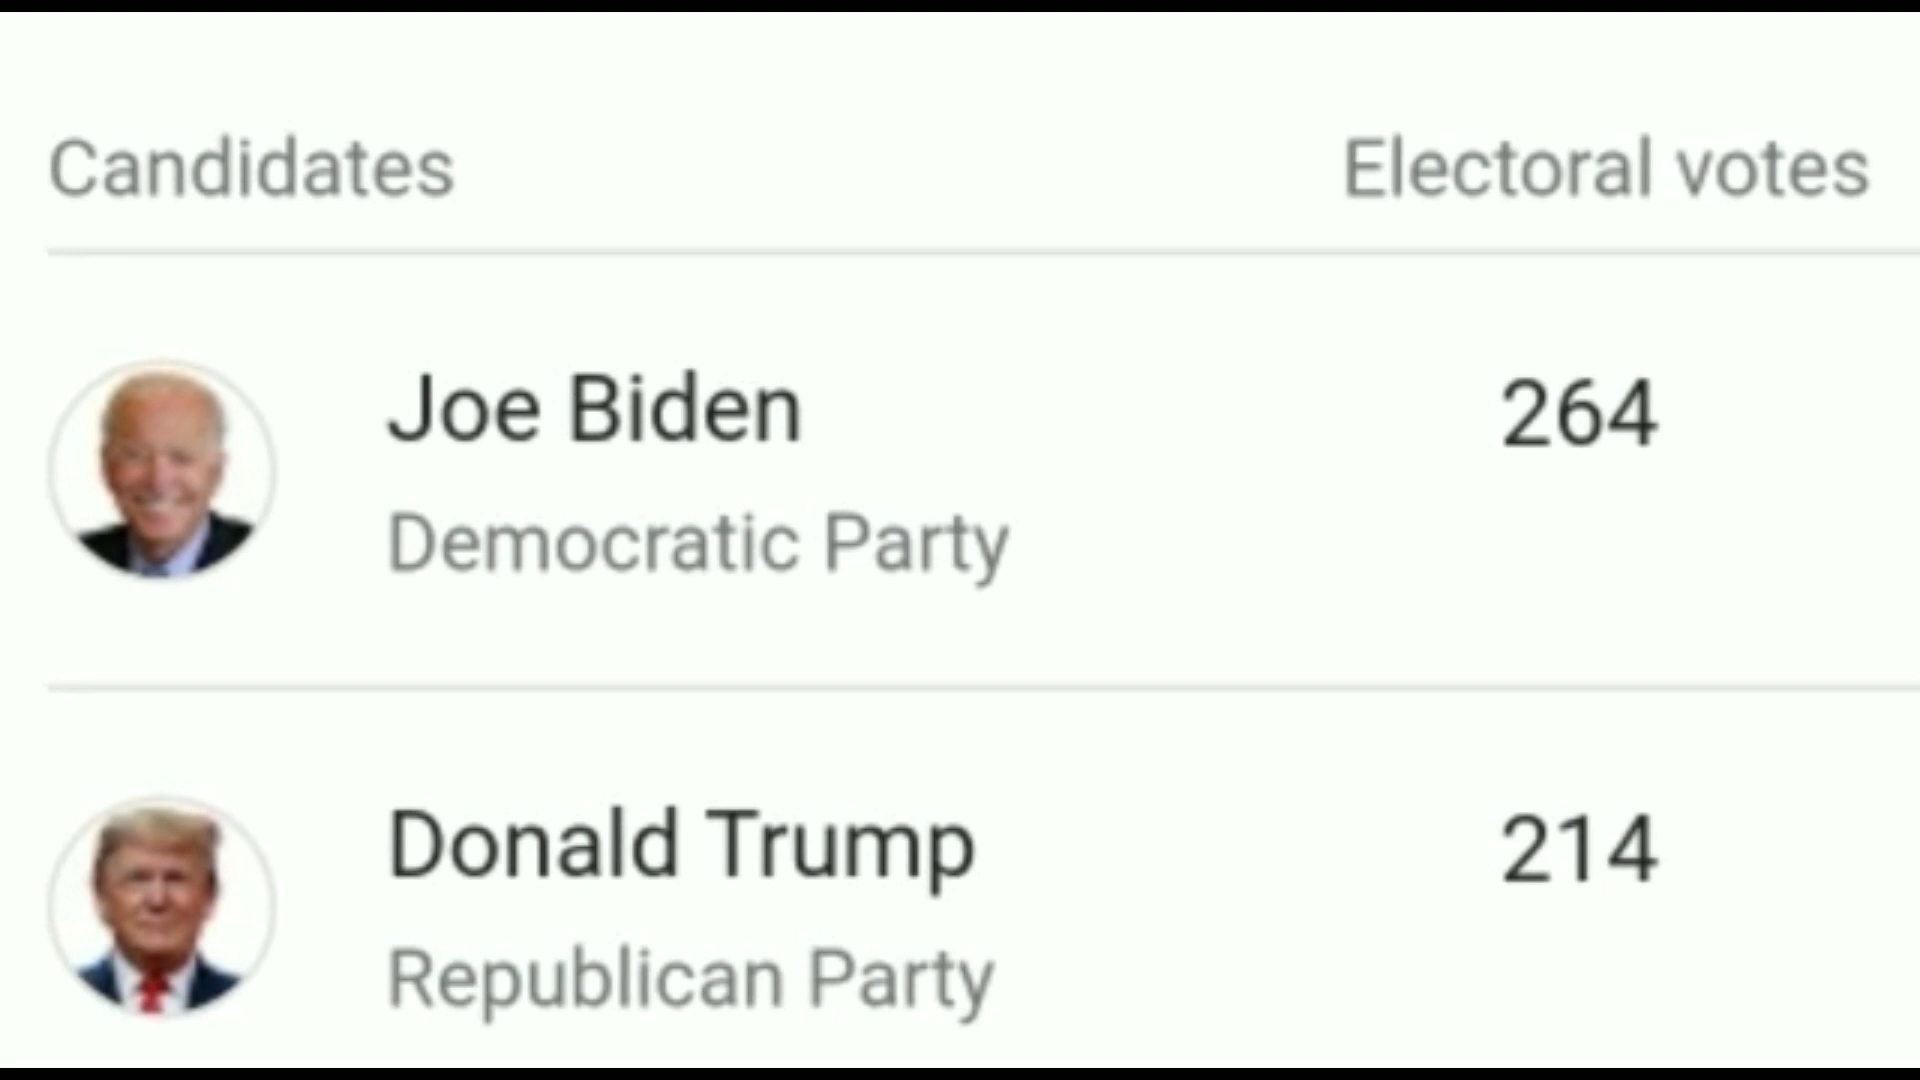 Candidates Electoral votes
Joe Biden 264
Democratic Party
Donald Trump 214
Republican Party